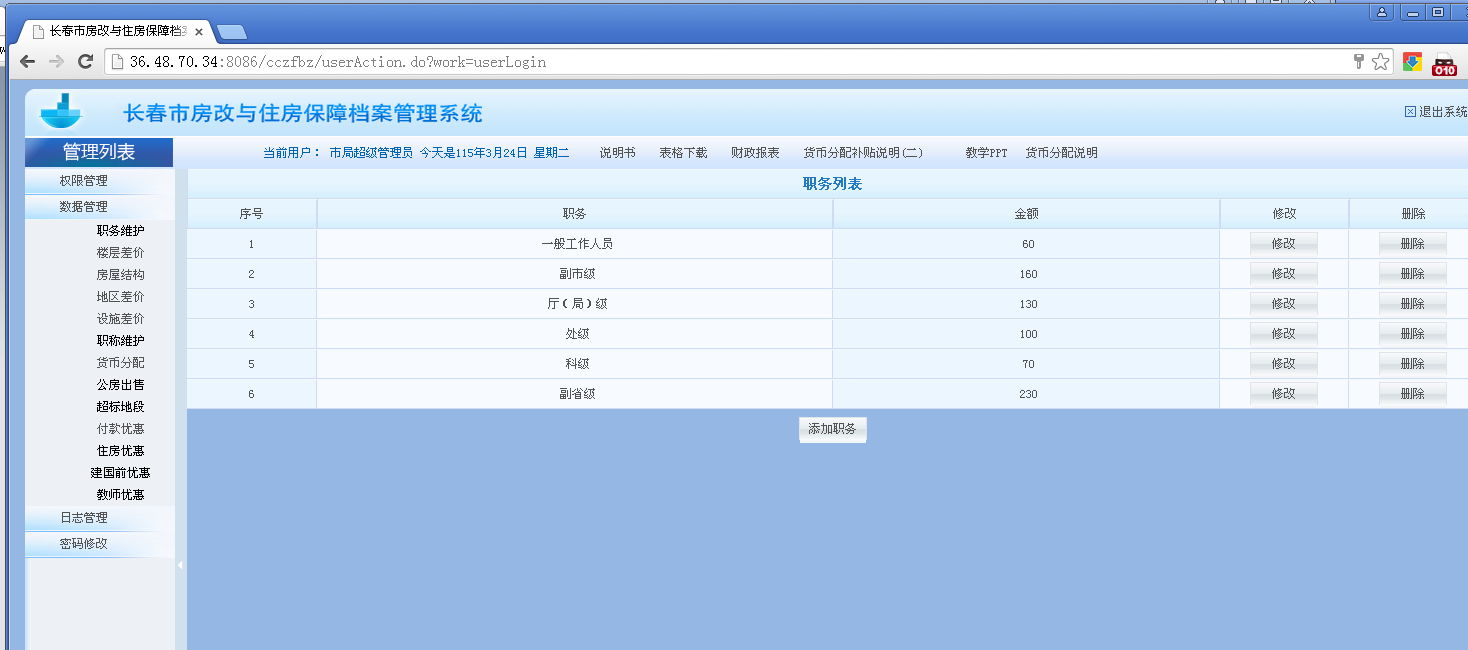 长春市房改与住房保障档
36.48.70.34:8086/cczfbz/userAction.do?work=userLogin
010
长春市房改与住房保障档案管理系统
退出系统
管理列表
当前用户： 市局超级管理员 今天是115年3月24日 星期二 说明书 表格下载 财政报表 货币分配补贴说明(二) 教学PPT 货币分配说明
权限管理
数据管理
职务维护
楼层差价
房屋结构
地区差价
设施差价
职称维护
货币分配
公房出售
超标地段
付款优惠
住房优惠
建国前优惠
教师优惠
日志管理
密码修改
职务列表
序号 职务 金额 修改 删除
1 一般工作人员 60 修改 删除
2 副市级 160 修改 删除
3 厅（局）级 130 修改 删除
4 处级 100 修改 删除
5 科级 70 修改 删除
6 副省级 230 修改 删除
添加职务